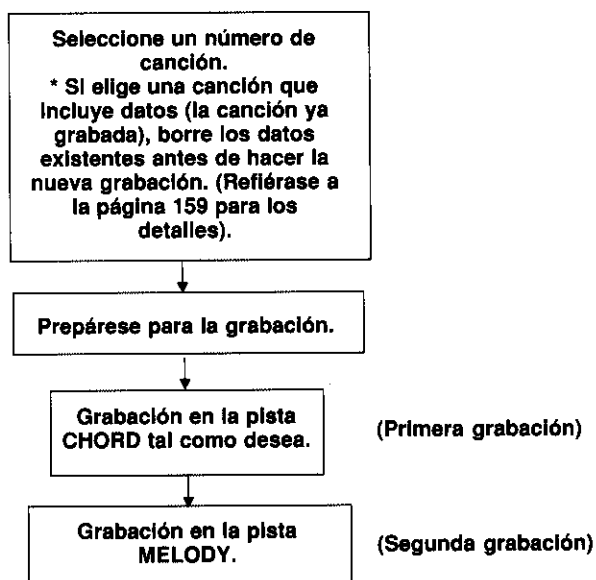 Seleccione un número de
canción.
* Si elige una canción que
incluye datos (la canción ya
grabada), borre los datos
existentes antes de hacer la
nueva grabación. (Refiérase a
la página 159 para los
detalles).
Prepárese para la grabación.
Grabación en la pista
CHORD tal como desea.
(Primera grabación)
Grabación en la pista
MELODY.
(Segunda grabación)